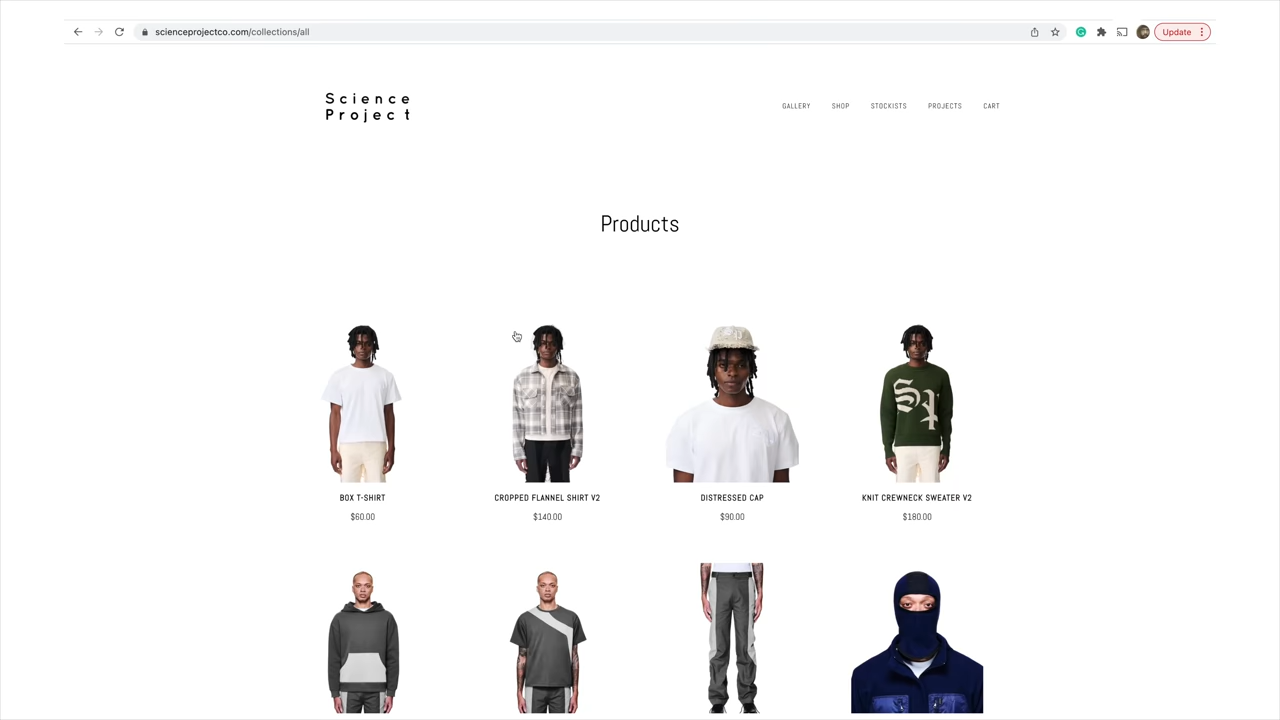 scienceprojectco.com/collections/all
Update
Science
Project
GALLERY SHOP STOCKISTS PROJECTS CART
Products
BOX T-SHIRT CROPPED FLANNEL SHIRT V2 DISTRESSED CAP KNIT CREWNECK SWEATER V2
$60.00 $140.00 $90.00 $180.00